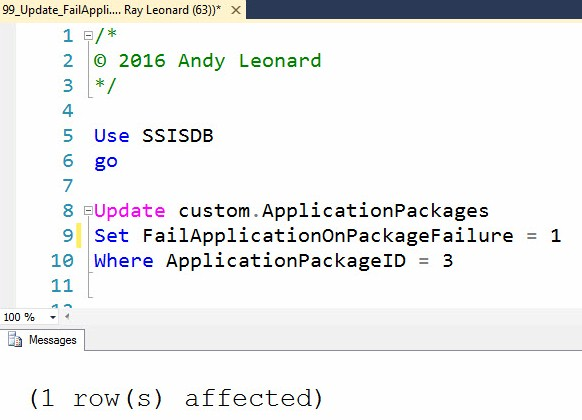 99_Update_FailAppli.... Ray Leonard (63))* ×
1 /*
2 © 2016 Andy Leonard
3 */
4
5 Use SSISDB
6 go
7
8 Update custom.ApplicationPackages
9 Set FailApplicationOnPackageFailure = 1
10 Where ApplicationPackageID = 3
11
12
100 %
Messages
(1 row(s) affected)